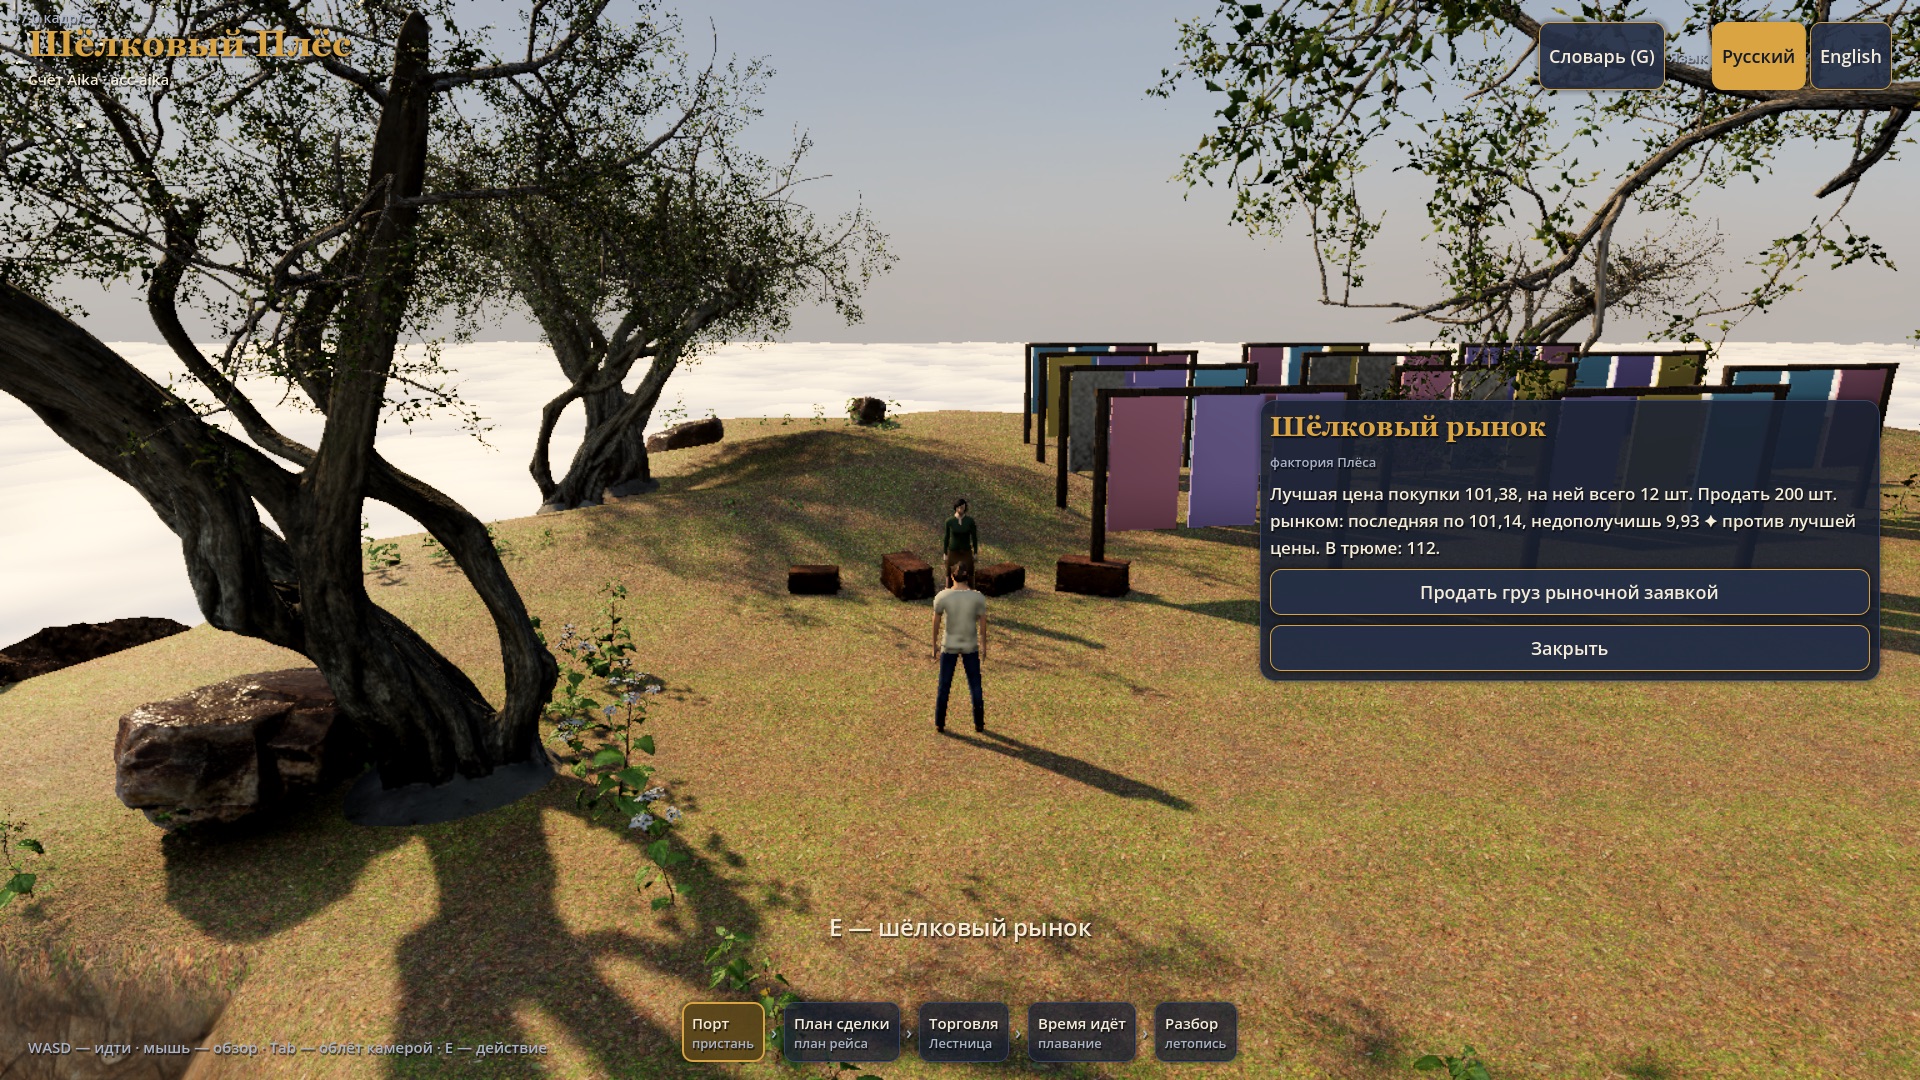 Шёлковый Плёс
Счёт Aika · acc-aika
Словарь (G)
Язык
Русский
English
Шёлковый рынок
фактория Плёса
Лучшая цена покупки 101,38, на ней всего 12 шт. Продать 200 шт.
рынком: последняя по 101,14, недополучишь 9,93 ✦ против лучшей
цены. В трюме: 112.
Продать груз рыночной заявкой
Закрыть
E — шёлковый рынок
Порт
пристань
›
План сделки
план рейса
›
Торговля
Лестница
›
Время идёт
плавание
›
Разбор
летопись
WASD — идти · мышь — обзор · Tab — облёт камерой · E — действие